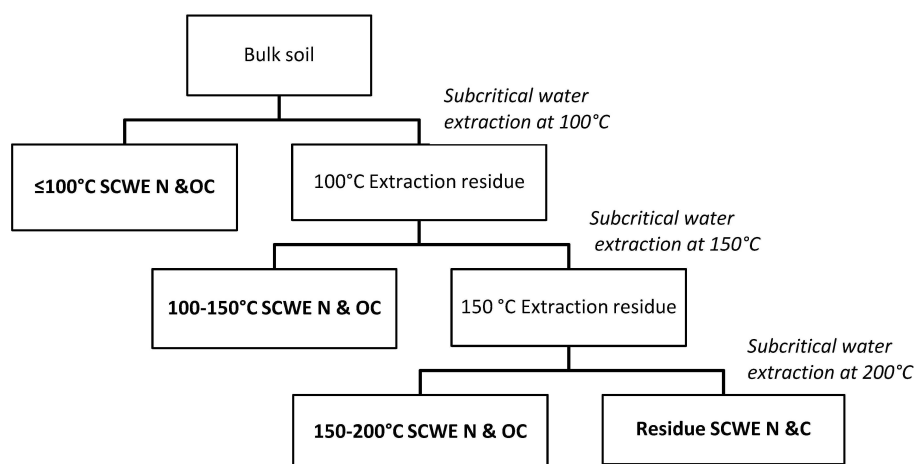 Bulk soil
Subcritical water
extraction at 100°C
≤100°C SCWE N &OC
100°C Extraction residue
Subcritical water
extraction at 150°C
100-150°C SCWE N & OC
150 °C Extraction residue
Subcritical water
extraction at 200°C
150-200°C SCWE N & OC
Residue SCWE N &C